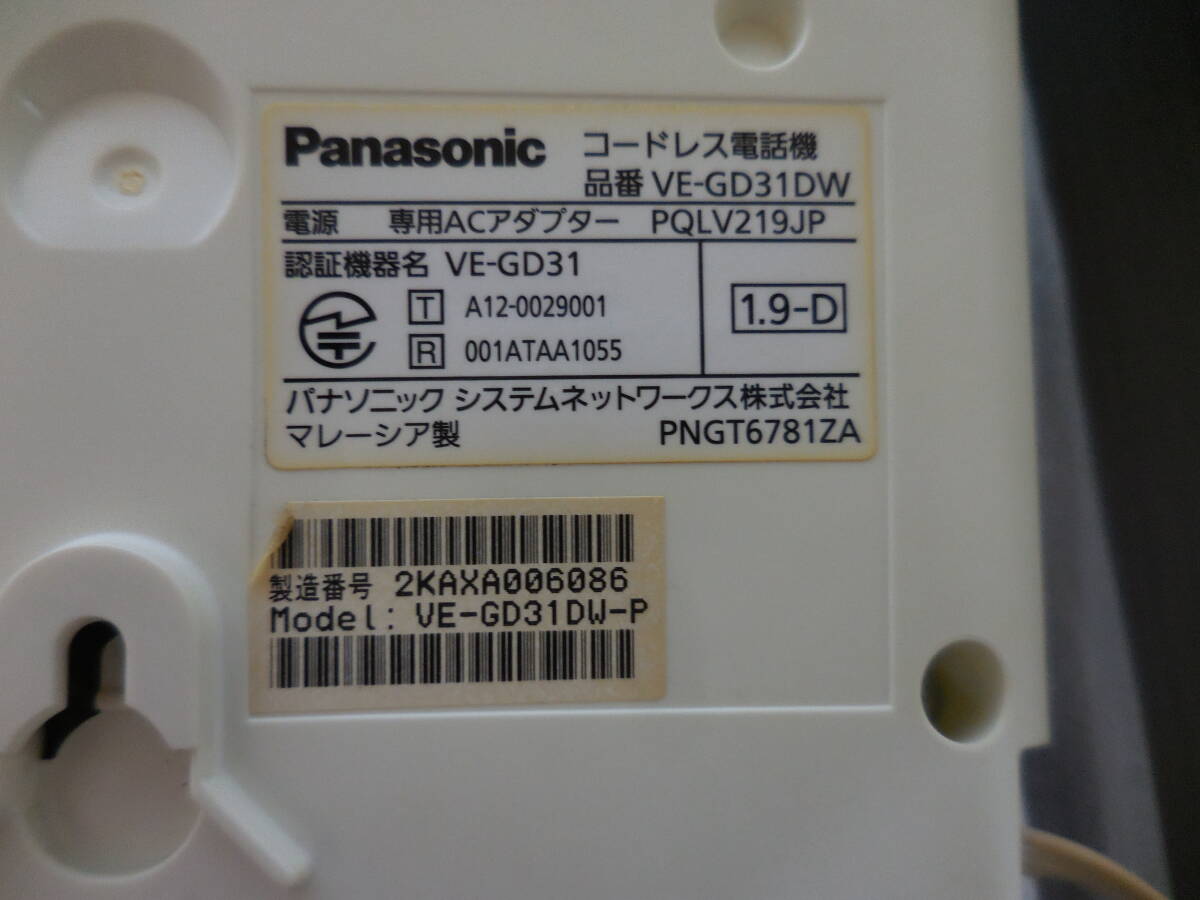 Panasonic コードレス電話機
品番 VE-GD31DW
電源 専用ACアダプター PQLV219JP
認証機器名 VE-GD31
T A12-0029001
R 001ATAA1055
1.9-D
パナソニック システムネットワークス株式会社
マレーシア製 PNGT6781ZA
製造番号 2KAXA006086
Model: VE-GD31DW-P